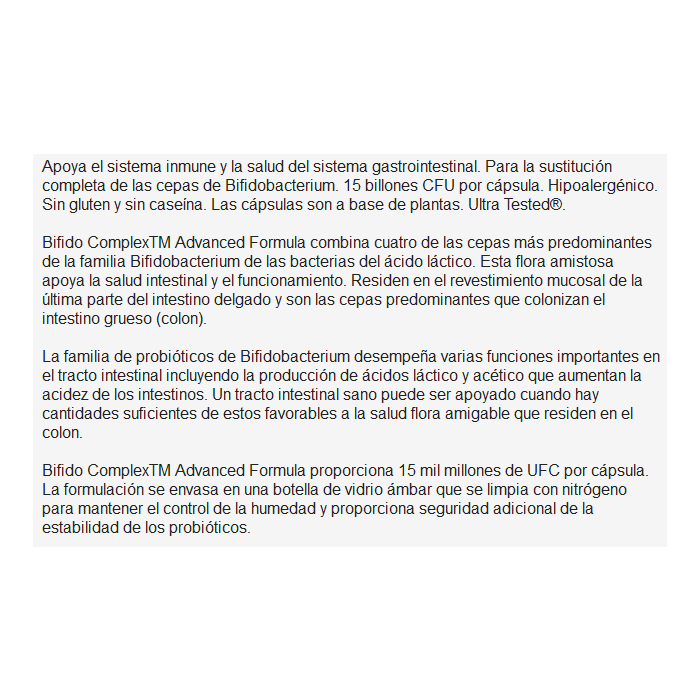 Apoya el sistema inmune y la salud del sistema gastrointestinal. Para la sustitución
completa de las cepas de Bifidobacterium. 15 billones CFU por cápsula. Hipoalergénico.
Sin gluten y sin caseína. Las cápsulas son a base de plantas. Ultra Tested®.
Bifido ComplexTM Advanced Formula combina cuatro de las cepas más predominantes
de la familia Bifidobacterium de las bacterias del ácido láctico. Esta flora amistosa
apoya la salud intestinal y el funcionamiento. Residen en el revestimiento mucosal de la
última parte del intestino delgado y son las cepas predominantes que colonizan el
intestino grueso (colon).
La familia de probióticos de Bifidobacterium desempeña varias funciones importantes en
el tracto intestinal incluyendo la producción de ácidos láctico y acético que aumentan la
acidez de los intestinos. Un tracto intestinal sano puede ser apoyado cuando hay
cantidades suficientes de estos favorables a la salud flora amigable que residen en el
colon.
Bifido ComplexTM Advanced Formula proporciona 15 mil millones de UFC por cápsula.
La formulación se envasa en una botella de vidrio ámbar que se limpia con nitrógeno
para mantener el control de la humedad y proporciona seguridad adicional de la
estabilidad de los probióticos.